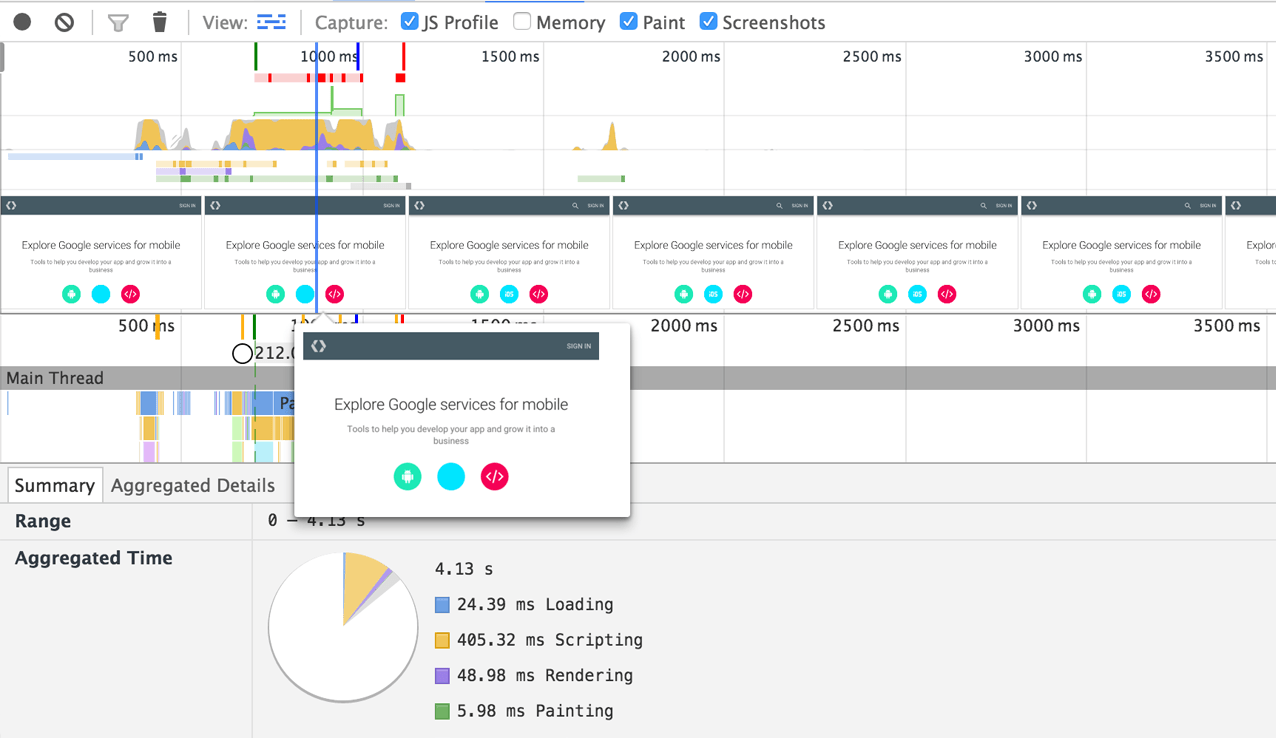 View: Capture: JS Profile Memory Paint Screenshots
500 ms 1000 ms 1500 ms 2000 ms 2500 ms 3000 ms 3500 ms
SIGN IN SIGN IN SIGN IN SIGN IN SIGN IN SIGN IN
Explore Google services for mobile Explore Google services for mobile Explore Google services for mobile Explore Google services for mobile Explore Google services for mobile Explore Google services for mobile Explo
Tools to help you develop your app and grow it into a Tools to help you develop your app and grow it into a Tools to help you develop your app and grow it into a Tools to help you develop your app and grow it into a Tools to help you develop your app and grow it into a Tools to help you develop your app and grow it into a Tools to
business business business business business business
iOS iOS iOS iOS
500 ms 1500 ms 2000 ms 2500 ms 3000 ms 3500 ms
212.0
Main Thread
Pa
SIGN IN
Explore Google services for mobile
Tools to help you develop your app and grow it into a
business
Summary Aggregated Details
Range 0 – 4.13 s
Aggregated Time
4.13 s
24.39 ms Loading
405.32 ms Scripting
48.98 ms Rendering
5.98 ms Painting